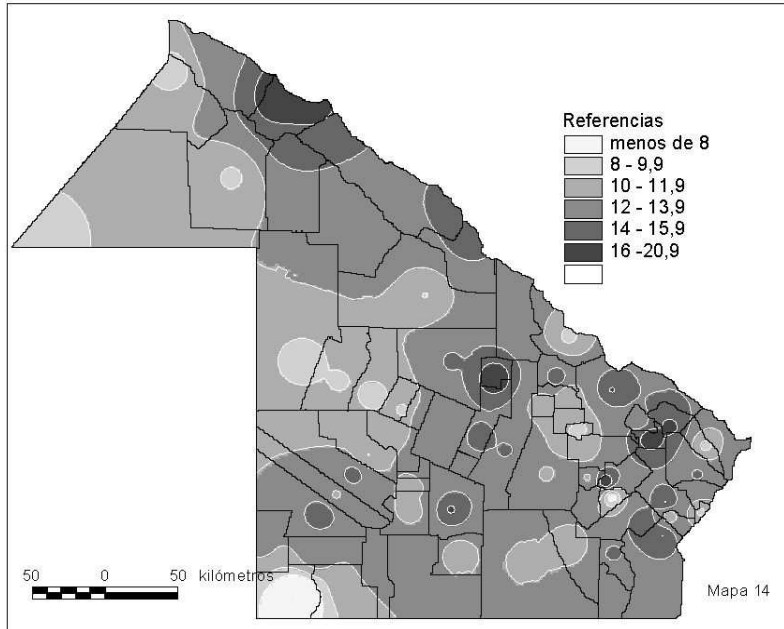 Referencias
menos de 8
8 - 9,9
10 - 11,9
12 - 13,9
14 - 15,9
16 -20,9
50 0 50 kilómetros
Mapa 14